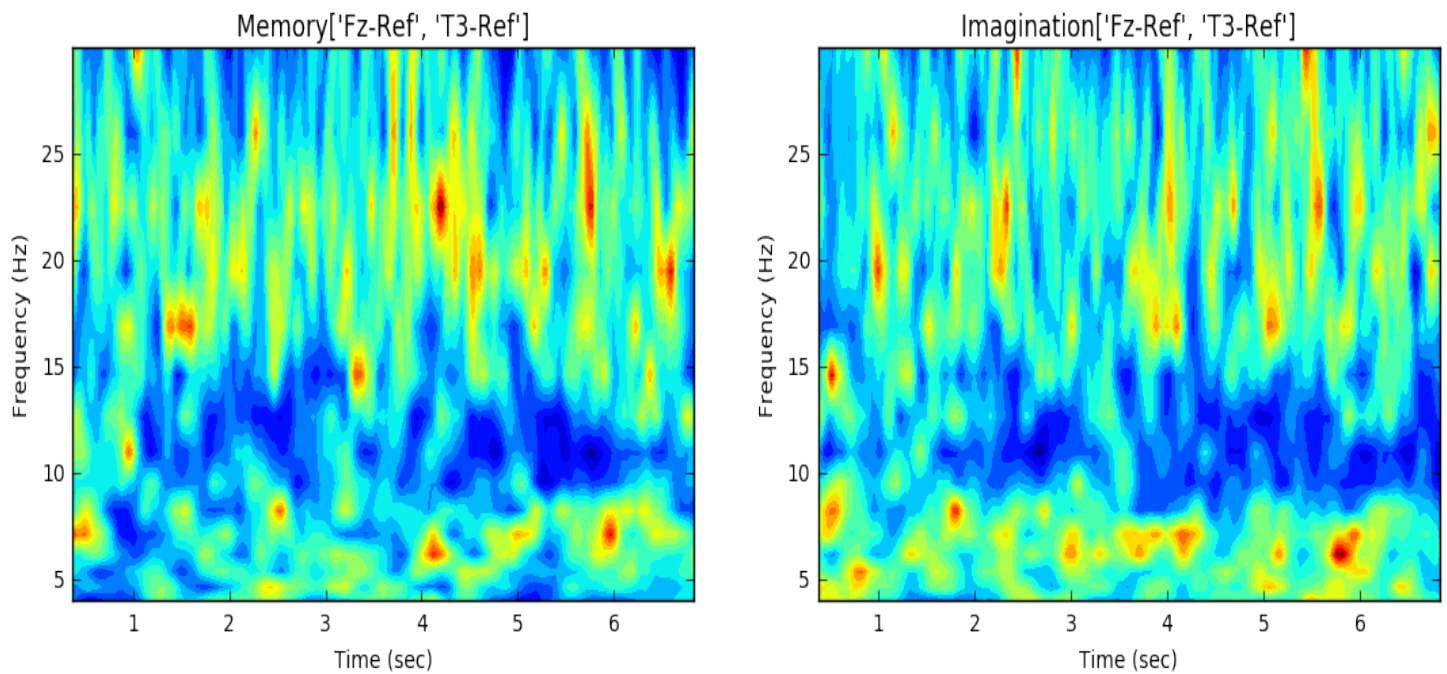 Memory['Fz-Ref', 'T3-Ref']
Frequency (Hz)
25
20
15
10
5
1 2 3 4 5 6
Time (sec)
Imagination['Fz-Ref', 'T3-Ref']
Frequency (Hz)
25
20
15
10
5
1 2 3 4 5 6
Time (sec)